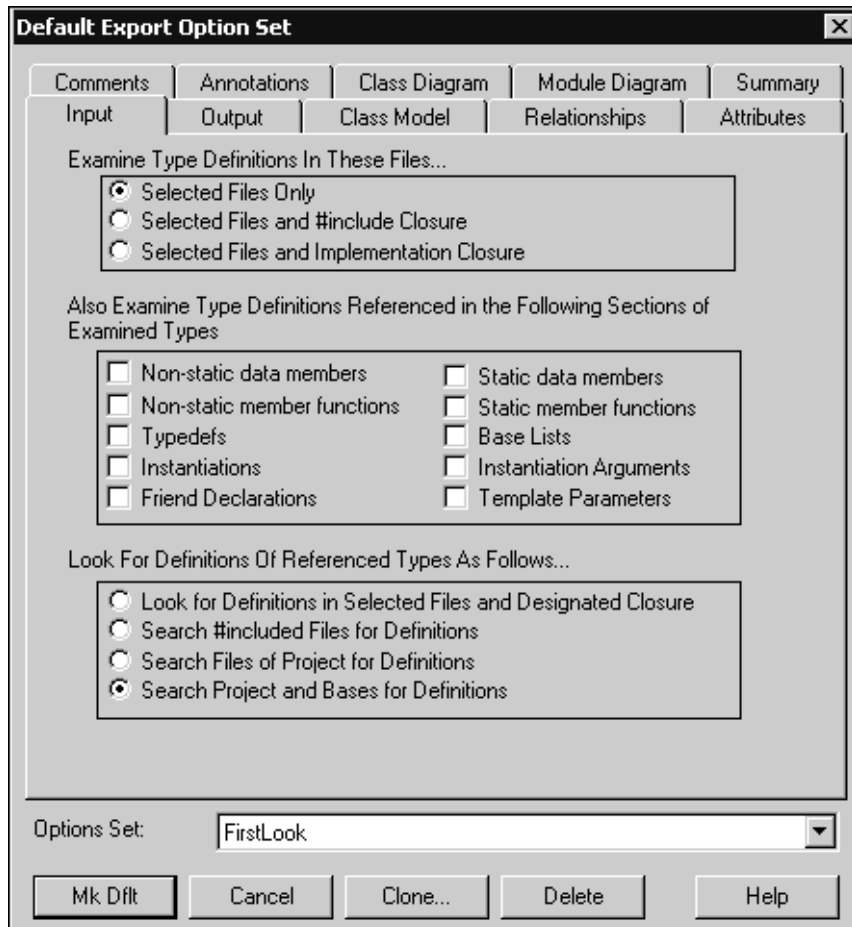 Default Export Option Set
Comments Annotations Class Diagram Module Diagram Summary
Input Output Class Model Relationships Attributes
Examine Type Definitions In These Files...
Selected Files Only
Selected Files and #include Closure
Selected Files and Implementation Closure
Also Examine Type Definitions Referenced in the Following Sections of
Examined Types
Non-static data members Static data members
Non-static member functions Static member functions
Typedefs Base Lists
Instantiations Instantiation Arguments
Friend Declarations Template Parameters
Look For Definitions Of Referenced Types As Follows...
Look for Definitions in Selected Files and Designated Closure
Search #included Files for Definitions
Search Files of Project for Definitions
Search Project and Bases for Definitions
Options Set: FirstLook
Mk Dflt Cancel Clone... Delete Help